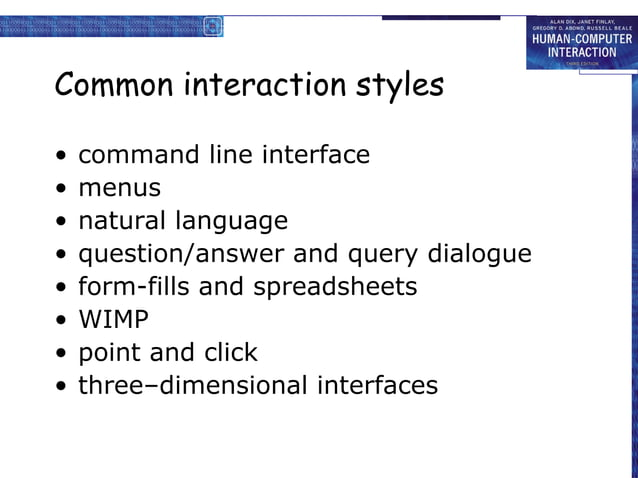 ALAN DIX, JANET FINLAY,
GREGORY D. ABOWD, RUSSELL BEALE
HUMAN-COMPUTER
INTERACTION
THIRD EDITION
Common interaction styles
• command line interface
• menus
• natural language
• question/answer and query dialogue
• form-fills and spreadsheets
• WIMP
• point and click
• three–dimensional interfaces